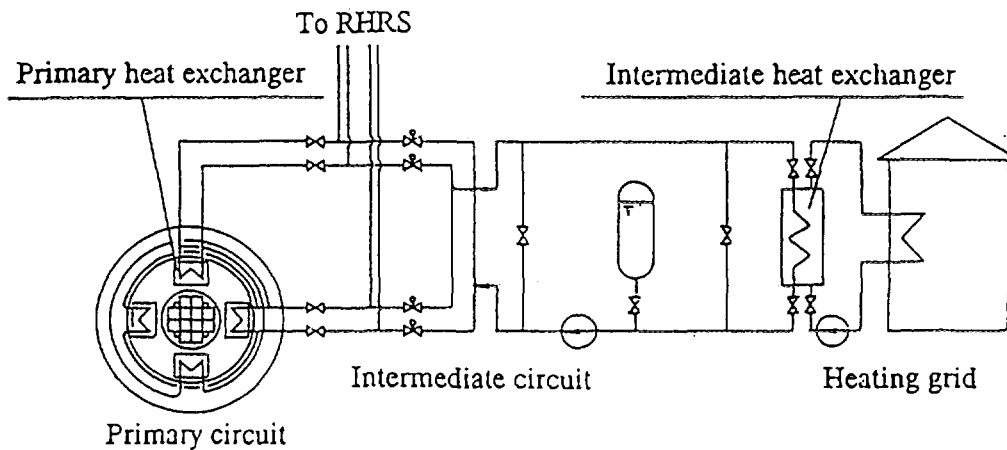 To RHRS
Primary heat exchanger
Intermediate heat exchanger
Intermediate circuit
Heating grid
Primary circuit